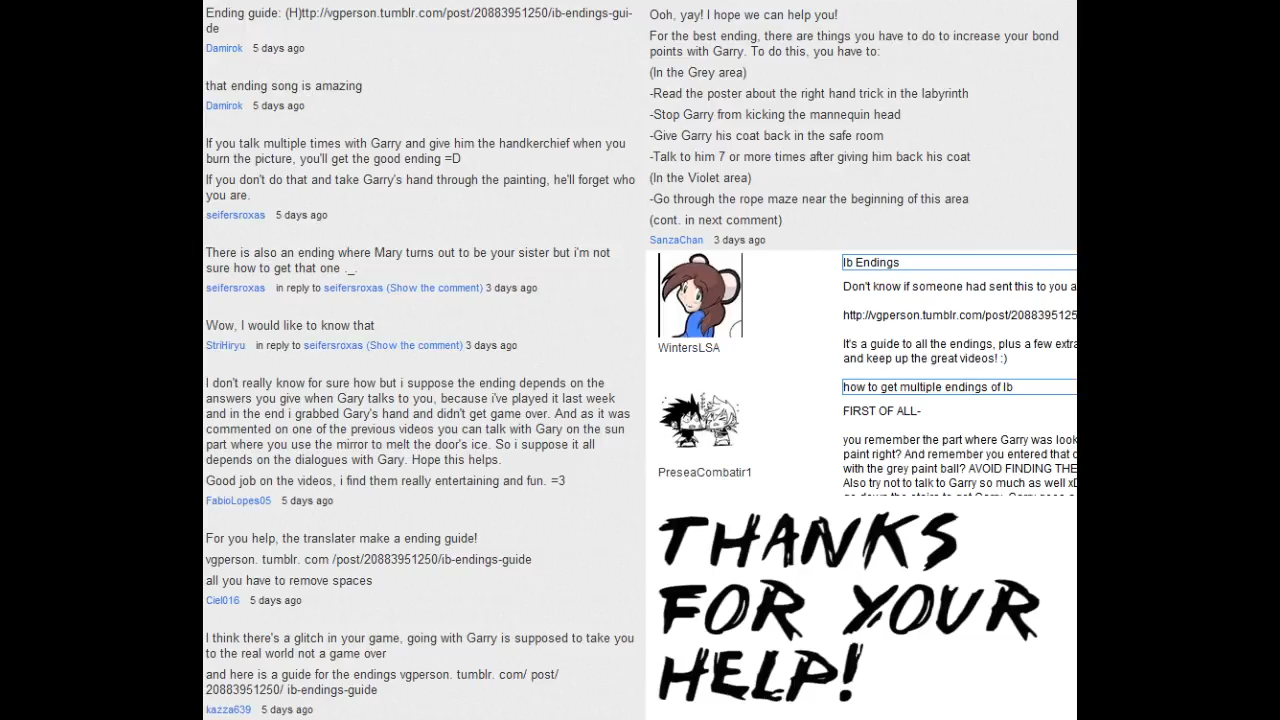 Ending guide: (H)ttp://vgperson.tumblr.com/post/20883951250/ib-endings-gui-
de
Damirok 5 days ago
that ending song is amazing
Damirok 5 days ago
If you talk multiple times with Garry and give him the handkerchief when you
burn the picture, you'll get the good ending =D
If you don't do that and take Garry's hand through the painting, he'll forget who
you are.
seifersroxas 5 days ago
There is also an ending where Mary turns out to be your sister but i'm not
sure how to get that one ._.
seifersroxas in reply to seifersroxas (Show the comment) 3 days ago
Wow, I would like to know that
StriHiryu in reply to seifersroxas (Show the comment) 3 days ago
I don't really know for sure how but i suppose the ending depends on the
answers you give when Gary talks to you, because i've played it last week
and in the end i grabbed Gary's hand and didn't get game over. And as it was
commented on one of the previous videos you can talk with Gary on the sun
part where you use the mirror to melt the door's ice. So i suppose it all
depends on the dialogues with Gary. Hope this helps.
Good job on the videos, i find them really entertaining and fun. =3
FabioLopes05 5 days ago
For you help, the translater make a ending guide!
vgperson. tumblr. com /post/20883951250/ib-endings-guide
all you have to remove spaces
Ciel016 5 days ago
I think there's a glitch in your game, going with Garry is supposed to take you
to the real world not a game over
and here is a guide for the endings vgperson. tumblr. com/ post/
20883951250/ ib-endings-guide
kazza639 5 days ago
Ooh, yay! I hope we can help you!
For the best ending, there are things you have to do to increase your bond
points with Garry. To do this, you have to:
(In the Grey area)
-Read the poster about the right hand trick in the labyrinth
-Stop Garry from kicking the mannequin head
-Give Garry his coat back in the safe room
-Talk to him 7 or more times after giving him back his coat
(In the Violet area)
-Go through the rope maze near the beginning of this area
(cont. in next comment)
SanzaChan 3 days ago
Ib Endings
Don't know if someone had sent this to you a
http://vgperson.tumblr.com/post/2088395125
It's a guide to all the endings, plus a few extra
and keep up the great videos! :)
WintersLSA
how to get multiple endings of Ib
FIRST OF ALL-
you remember the part where Garry was look
paint right? And remember you entered that c
with the grey paint ball? AVOID FINDING THE
Also try not to talk to Garry so much as well xD
PreseaCombatir1
THANKS
FOR YOUR
HELP!